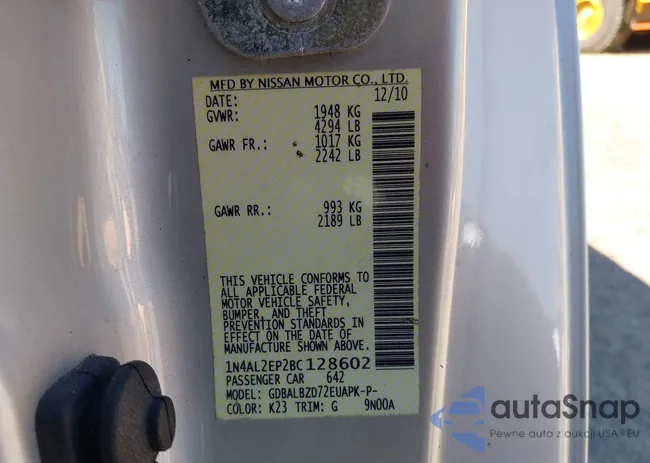 MFD BY NISSAN MOTOR CO., LTD.
DATE: 12/10
GVWR: 1948 KG
4294 LB
GAWR FR.: 1017 KG
2242 LB
GAWR RR.: 993 KG
2189 LB
THIS VEHICLE CONFORMS TO
ALL APPLICABLE FEDERAL
MOTOR VEHICLE SAFETY,
BUMPER, AND THEFT
PREVENTION STANDARDS IN
EFFECT ON THE DATE OF
MANUFACTURE SHOWN ABOVE.
1N4AL2EP2BC128602
PASSENGER CAR 642
MODEL: GDBALBZD72EUAPK-P-
COLOR: K23 TRIM: G 9N00A
autoSnap
Pewne auta z aukcji USA i EU